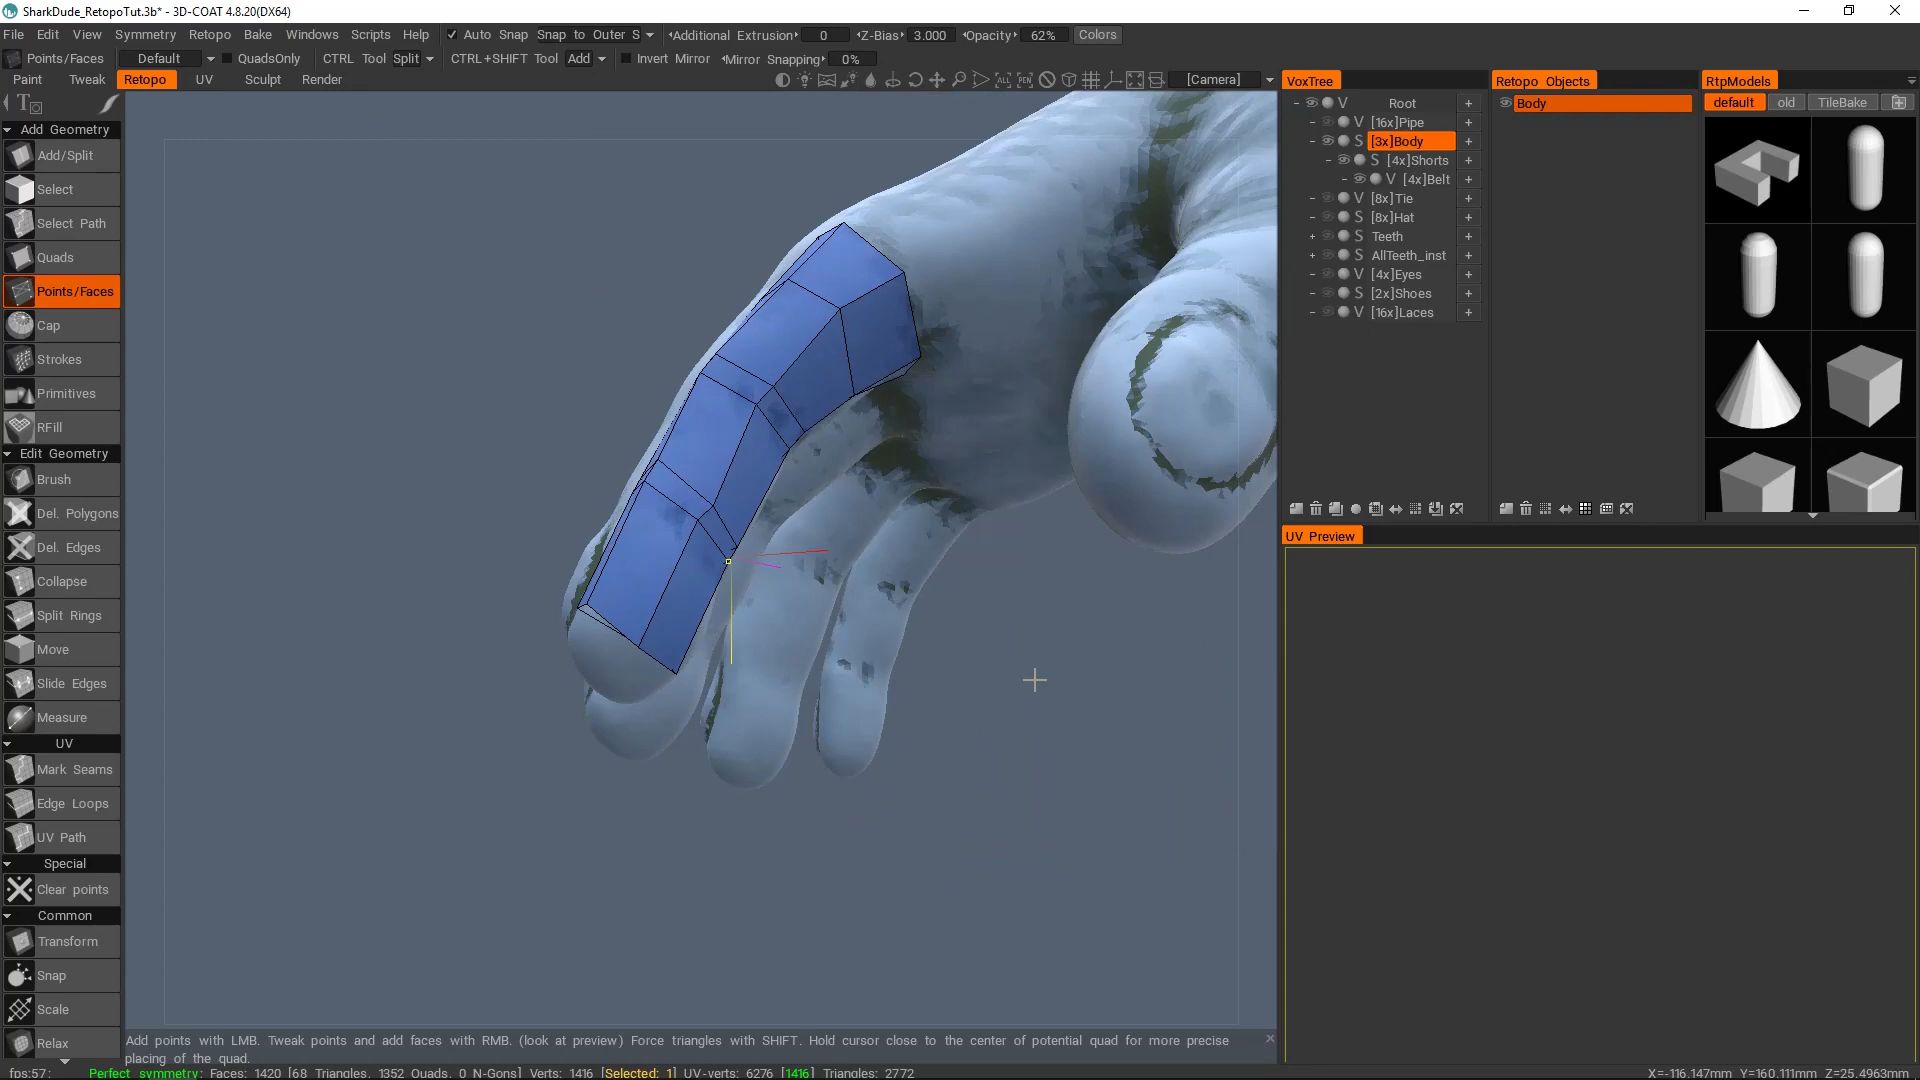 SharkDude_RetopoTut.3b* - 3D-COAT 4.8.20(DX64)
File Edit View Symmetry Retopo Bake Windows Scripts Help Auto Snap Snap to Outer S Additional Extrusion 0 Z-Bias 3.000 Opacity 62% Colors
Points/Faces Default QuadsOnly CTRL Tool Split CTRL+SHIFT Tool Add Invert Mirror Mirror Snapping 0%
Paint Tweak Retopo UV Sculpt Render [Camera]
Add Geometry
Add/Split
Select
Select Path
Quads
Points/Faces
Cap
Strokes
Primitives
RFill
Edit Geometry
Brush
Del. Polygons
Del. Edges
Collapse
Split Rings
Move
Slide Edges
Measure
UV
Mark Seams
Edge Loops
UV Path
Special
Clear points
Common
Transform
Snap
Scale
Relax
VoxTree
- V Root +
- V [16x]Pipe +
- S [3x]Body +
- S [4x]Shorts +
- V [4x]Belt +
- V [8x]Tie +
- S [8x]Hat +
+ S Teeth +
+ S AllTeeth_inst +
- V [4x]Eyes +
- S [2x]Shoes +
- V [16x]Laces +
Retopo Objects
Body
RtpModels
default old TileBake
UV Preview
Add points with LMB. Tweak points and add faces with RMB. (look at preview) Force triangles with SHIFT. Hold cursor close to the center of potential quad for more precise
placing of the quad.
fps:57; Perfect symmetry; Faces: 1420 [68 Triangles, 1352 Quads, 0 N-Gons] Verts: 1416 [Selected: 1] UV-verts: 6276 [1416] Triangles: 2772 X=-116.147mm Y=160.111mm Z=25.4963mm